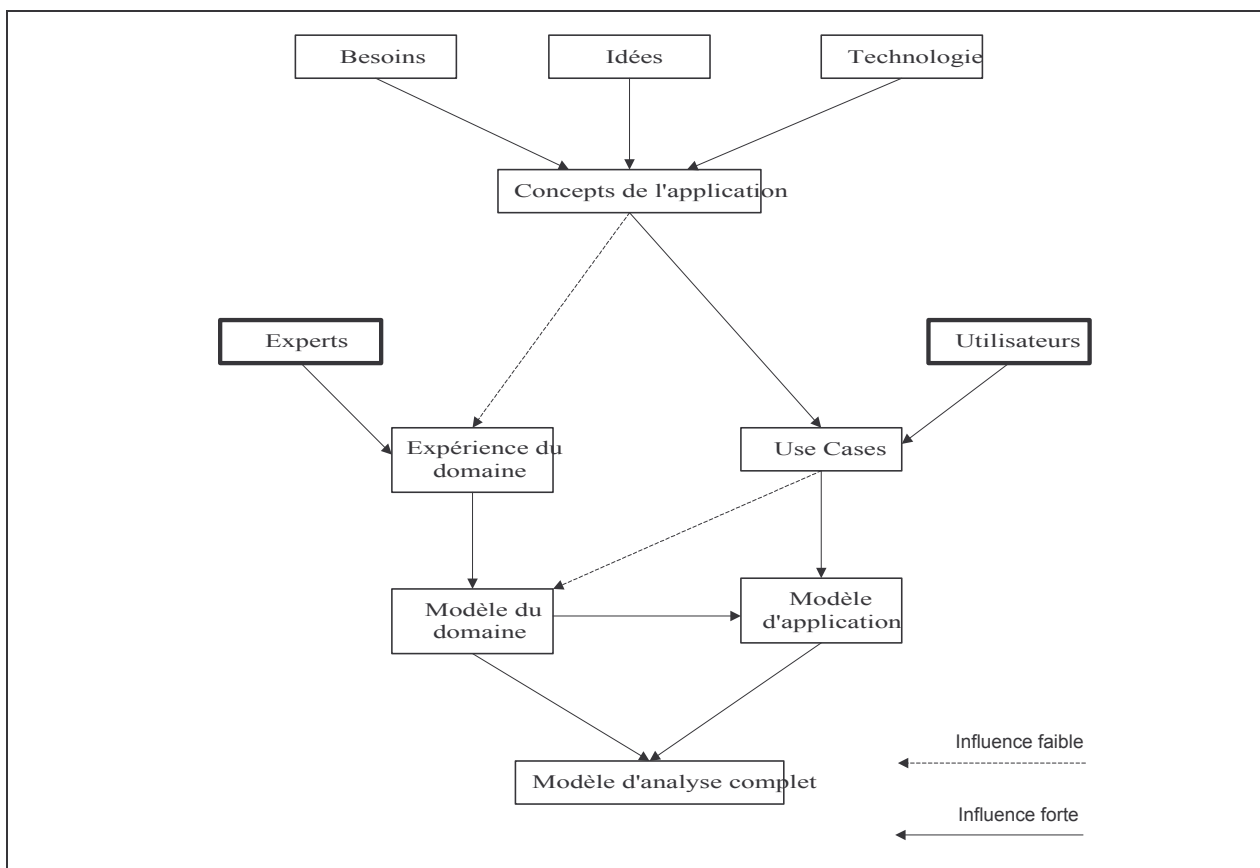 Besoins
Idées
Technologie
Concepts de l'application
Experts
Utilisateurs
Expérience du
domaine
Use Cases
Modèle du
domaine
Modèle
d'application
Modèle d'analyse complet
Influence faible
Influence forte